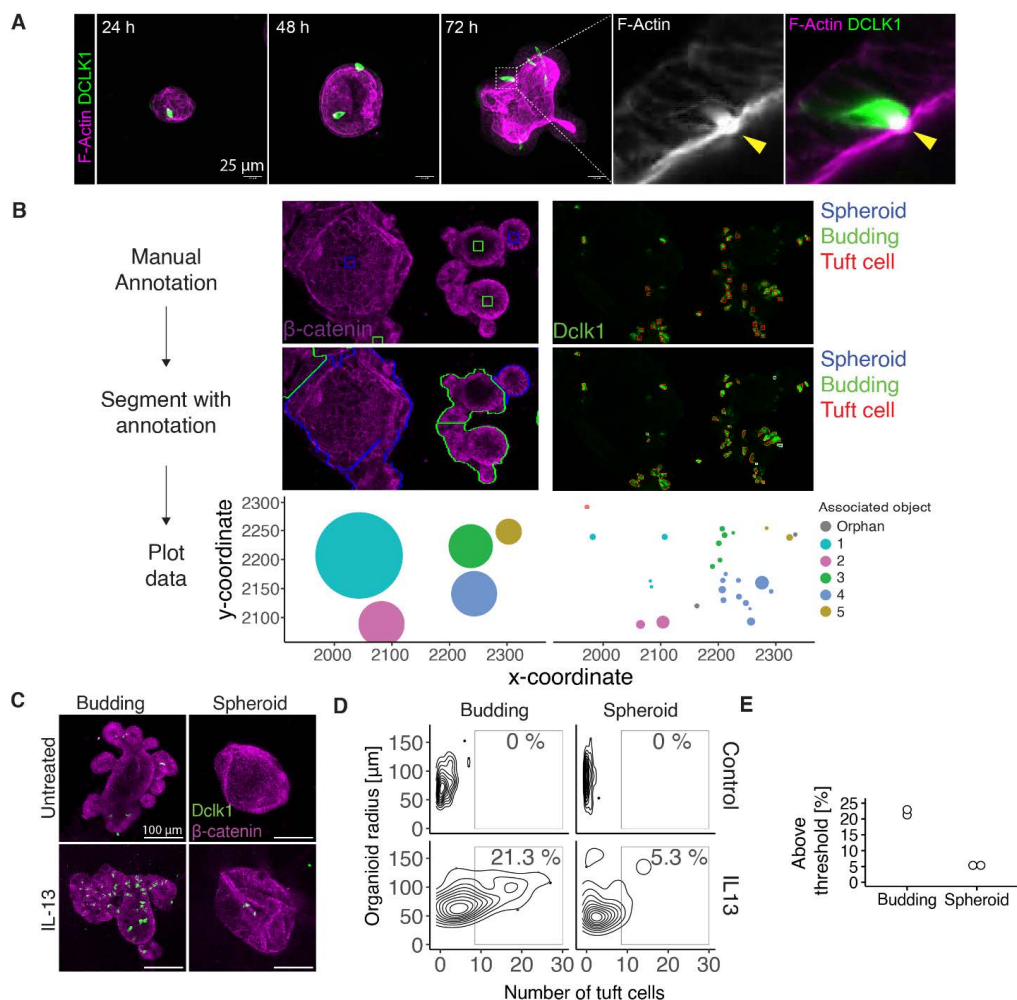 A
F-Actin DCLK1
24 h
25 µm
48 h
72 h
F-Actin
F-Actin DCLK1
B
Manual
Annotation
Segment with
annotation
Plot
data
β-catenin
Dclk1
Spheroid
Budding
Tuft cell
Spheroid
Budding
Tuft cell
y-coordinate
2300
2250
2200
2150
2100
2000 2100 2200 2300
2000 2100 2200 2300
x-coordinate
Associated object
Orphan
1
2
3
4
5
C
Budding Spheroid
Untreated
100 µm
Dclk1
β-catenin
IL-13
D
Budding Spheroid
Organioid radius [µm]
150
100
50
0
0 %
0 %
Control
150
100
50
0
21.3 %
5.3 %
IL13
0 10 20 30
0 10 20 30
Number of tuft cells
E
Above
threshold [%]
25
20
15
10
5
0
Budding Spheroid